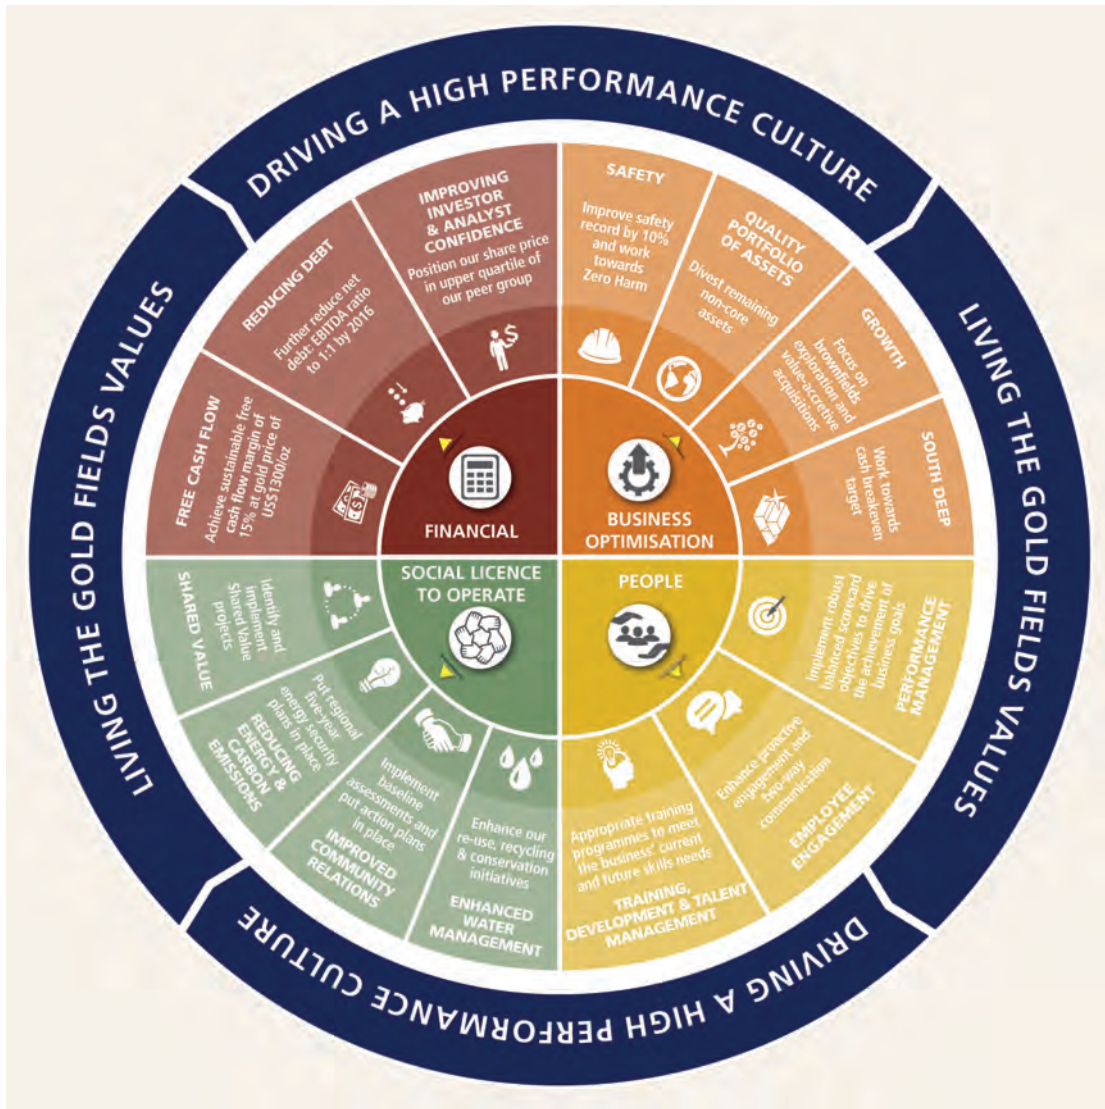 DRIVING A HIGH PERFORMANCE CULTURE
LIVING THE GOLD FIELDS VALUES
DRIVING A HIGH PERFORMANCE CULTURE
LIVING THE GOLD FIELDS VALUES
FINANCIAL
FREE CASH FLOW
Achieve sustainable free
cash flow margin of
15% at gold price of
US$1300/oz
REDUCING DEBT
Further reduce net
debt: EBITDA ratio
to 1:1 by 2016
IMPROVING
INVESTOR
& ANALYST
CONFIDENCE
Position our share price
in upper quartile of
our peer group
BUSINESS
OPTIMISATION
SAFETY
Improve safety
record by 10%
and work
towards
Zero Harm
QUALITY
PORTFOLIO
OF ASSETS
Divest remaining
non-core
assets
GROWTH
Focus on
brownfields
exploration and
value-accretive
acquisitions
SOUTH DEEP
Work towards
cash breakeven
target
PEOPLE
PERFORMANCE
MANAGEMENT
Implement robust
balanced scorecard
objectives to drive
the achievement of
business goals
EMPLOYEE
ENGAGEMENT
Enhance proactive
engagement and
two-way
communication
Appropriate training
programmes to meet
the business' current
and future skills needs
TRAINING,
DEVELOPMENT & TALENT
MANAGEMENT
SOCIAL LICENCE
TO OPERATE
Enhance our
re-use, recycling
& conservation
initiatives
ENHANCED
WATER
MANAGEMENT
Implement
baseline
assessments and
put action plans
in place
IMPROVED
COMMUNITY
RELATIONS
Put regional
five-year
energy security
plans in place
REDUCING
ENERGY &
CARBON
EMISSIONS
Identify and
implement
Shared Value
projects
SHARED VALUE